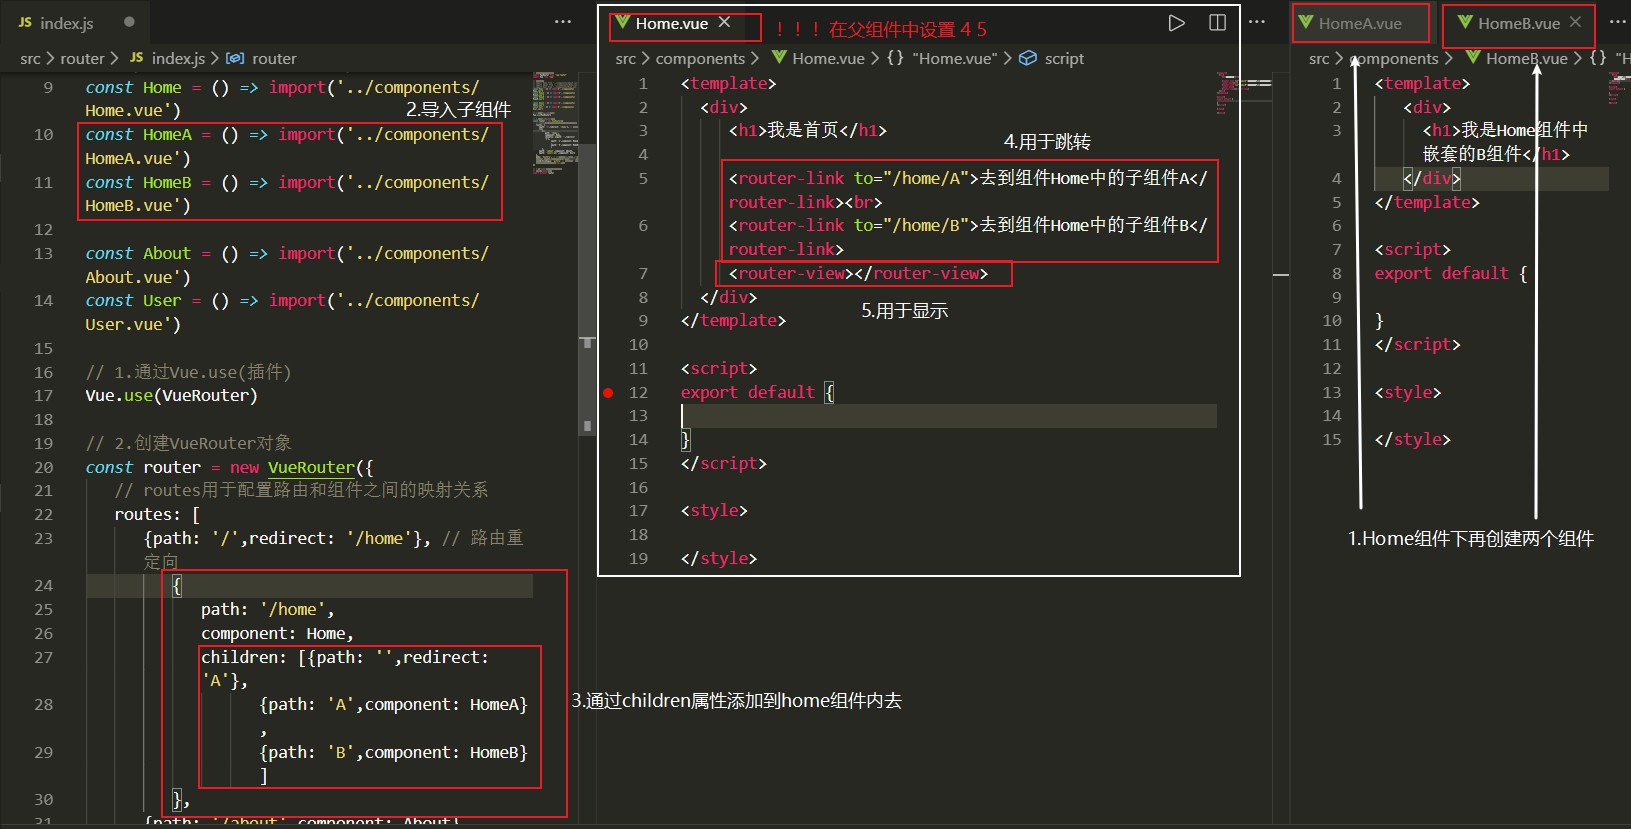 JS index.js ● ···
src > router > JS index.js > router
9 const Home = () => import('../components/
Home.vue')
2.导入子组件
10 const HomeA = () => import('../components/
HomeA.vue')
11 const HomeB = () => import('../components/
HomeB.vue')
12
13 const About = () => import('../components/
About.vue')
14 const User = () => import('../components/
User.vue')
15
16 // 1.通过Vue.use(插件)
17 Vue.use(VueRouter)
18
19 // 2.创建VueRouter对象
20 const router = new VueRouter({
21 // routes用于配置路由和组件之间的映射关系
22 routes: [
23 {path: '/',redirect: '/home'}, // 路由重
定向
24 {
25 path: '/home',
26 component: Home,
27 children: [{path: '',redirect:
'A'},
28 {path: 'A',component: HomeA}
,
29 {path: 'B',component: HomeB}
]
30 },
31 {path: '/about',component: About}
3.通过children属性添加到home组件内去
Home.vue ×
！！！在父组件中设置 4 5
···
src > components > Home.vue > {} "Home.vue" > script
1 <template>
2 <div>
3 <h1>我是首页</h1>
4
4.用于跳转
5 <router-link to="/home/A">去到组件Home中的子组件A</
router-link><br>
6 <router-link to="/home/B">去到组件Home中的子组件B</
router-link>
7 <router-view></router-view>
8 </div>
5.用于显示
9 </template>
10
11 <script>
12 export default {
13
14 }
15 </script>
16
17 <style>
18
19 </style>
HomeA.vue
HomeB.vue × ···
src > components > HomeB.vue > {} "H
1 <template>
2 <div>
3 <h1>我是Home组件中
嵌套的B组件</h1>
4 </div>
5 </template>
6
7 <script>
8 export default {
9
10 }
11 </script>
12
13 <style>
14
15 </style>
1.Home组件下再创建两个组件